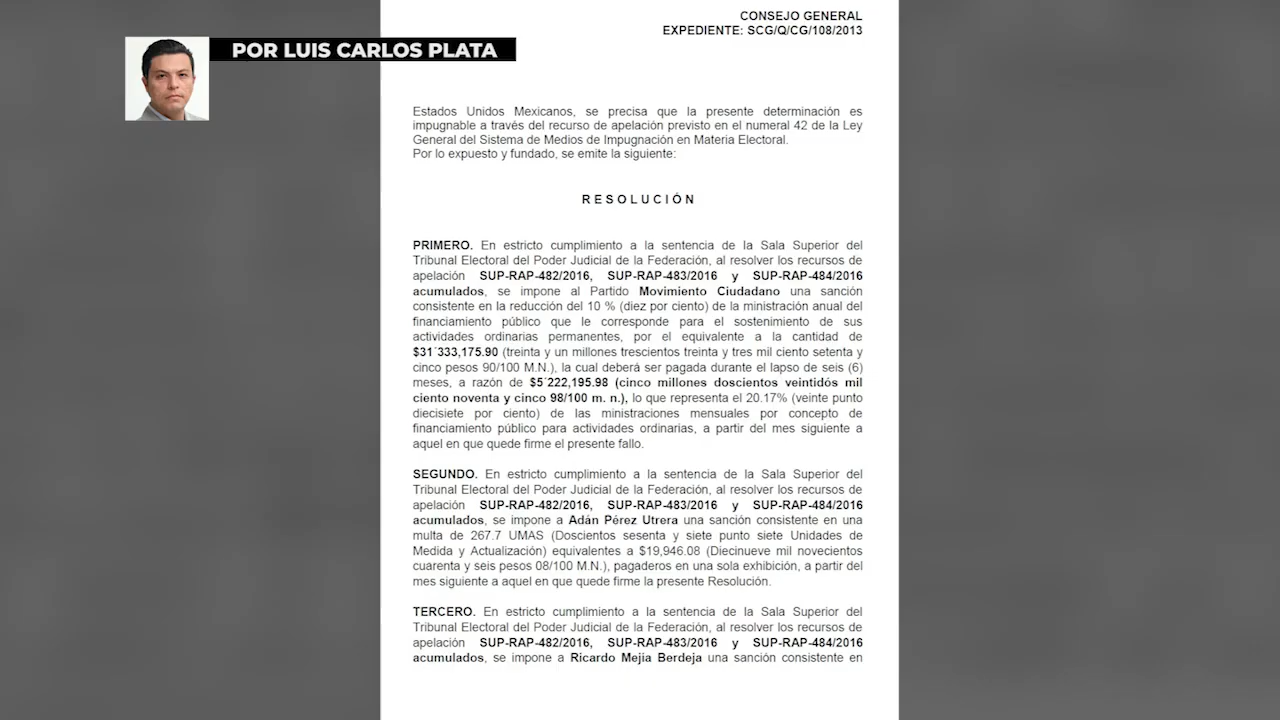 CONSEJO GENERAL
EXPEDIENTE: SCG/Q/CG/108/2013
POR LUIS CARLOS PLATA
Estados Unidos Mexicanos, se precisa que la presente determinación es
impugnable a través del recurso de apelación previsto en el numeral 42 de la Ley
General del Sistema de Medios de Impugnación en Materia Electoral.
Por lo expuesto y fundado, se emite la siguiente:
R E S O L U C I Ó N
PRIMERO. En estricto cumplimiento a la sentencia de la Sala Superior del
Tribunal Electoral del Poder Judicial de la Federación, al resolver los recursos de
apelación SUP-RAP-482/2016, SUP-RAP-483/2016 y SUP-RAP-484/2016
acumulados, se impone al Partido Movimiento Ciudadano una sanción
consistente en la reducción del 10 % (diez por ciento) de la ministración anual del
financiamiento público que le corresponde para el sostenimiento de sus
actividades ordinarias permanentes, por el equivalente a la cantidad de
$31´333,175.90 (treinta y un millones trescientos treinta y tres mil ciento setenta y
cinco pesos 90/100 M.N.), la cual deberá ser pagada durante el lapso de seis (6)
meses, a razón de $5´222,195.98 (cinco millones doscientos veintidós mil
ciento noventa y cinco 98/100 m. n.), lo que representa el 20.17% (veinte punto
diecisiete por ciento) de las ministraciones mensuales por concepto de
financiamiento público para actividades ordinarias, a partir del mes siguiente a
aquel en que quede firme el presente fallo.
SEGUNDO. En estricto cumplimiento a la sentencia de la Sala Superior del
Tribunal Electoral del Poder Judicial de la Federación, al resolver los recursos de
apelación SUP-RAP-482/2016, SUP-RAP-483/2016 y SUP-RAP-484/2016
acumulados, se impone a Adán Pérez Utrera una sanción consistente en una
multa de 267.7 UMAS (Doscientos sesenta y siete punto siete Unidades de
Medida y Actualización) equivalentes a $19,946.08 (Diecinueve mil novecientos
cuarenta y seis pesos 08/100 M.N.), pagaderos en una sola exhibición, a partir del
mes siguiente a aquel en que quede firme la presente Resolución.
TERCERO. En estricto cumplimiento a la sentencia de la Sala Superior del
Tribunal Electoral del Poder Judicial de la Federación, al resolver los recursos de
apelación SUP-RAP-482/2016, SUP-RAP-483/2016 y SUP-RAP-484/2016
acumulados, se impone a Ricardo Mejía Berdeja una sanción consistente en